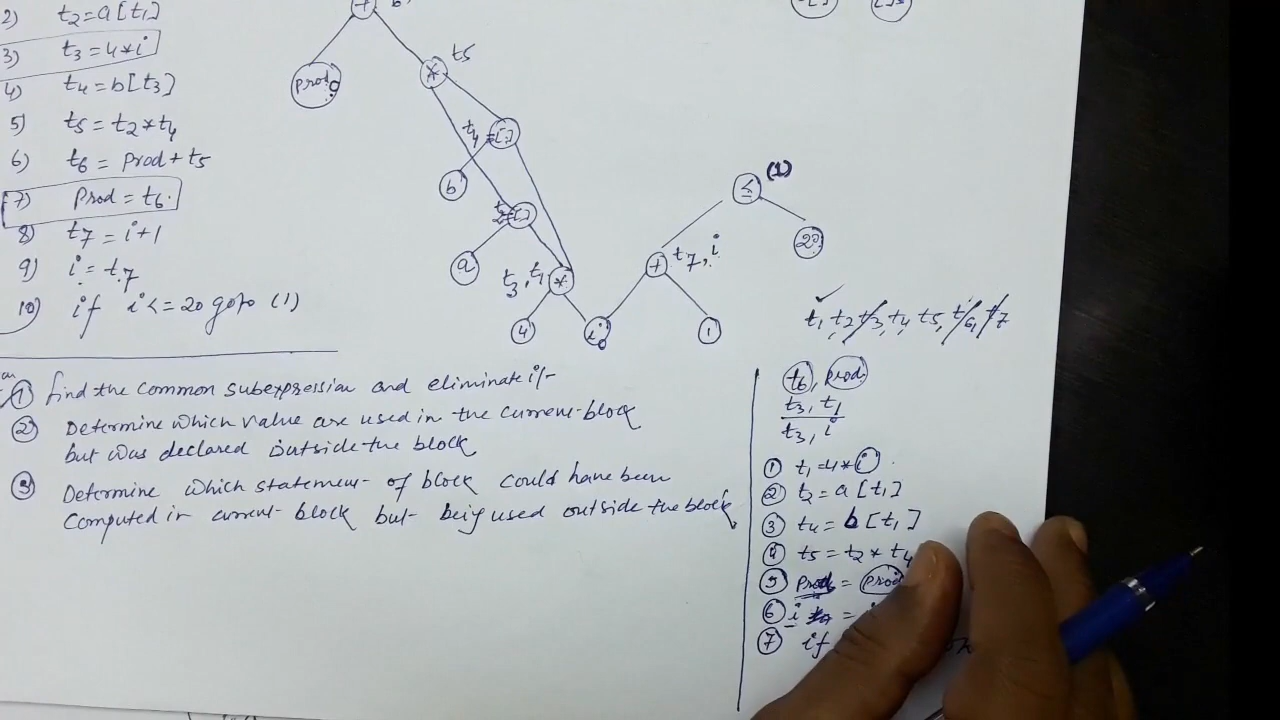 2) t2=a[t1]
3) t3=4*i
4) t4=b[t3]
5) t5=t2*t4
6) t6=Prod+t5
7) Prod=t6.
8) t7=i+1
9) i=t7
10) if i<=20 goto (1)
+
prod0
*
t5
t4=[]
b
t2=[]
a
t3, t1
*
4
i0
+
t7, i
1
≤
(1)
20
t1, t2 t3, t4 t5, t6, t7
t6, prod
t3, t1
t3, i
① find the common subexpression and eliminate it-
② Determine which value are used in the current-block
but was declared outside the block
③ Determine which statement- of block could have been
Computed in current- block but- being used outside the block
① t1=4*i
② t2=a[t1]
③ t4=b[t1]
④ t5=t2*t4
⑤ Prod = prod
⑥ i =
⑦ if